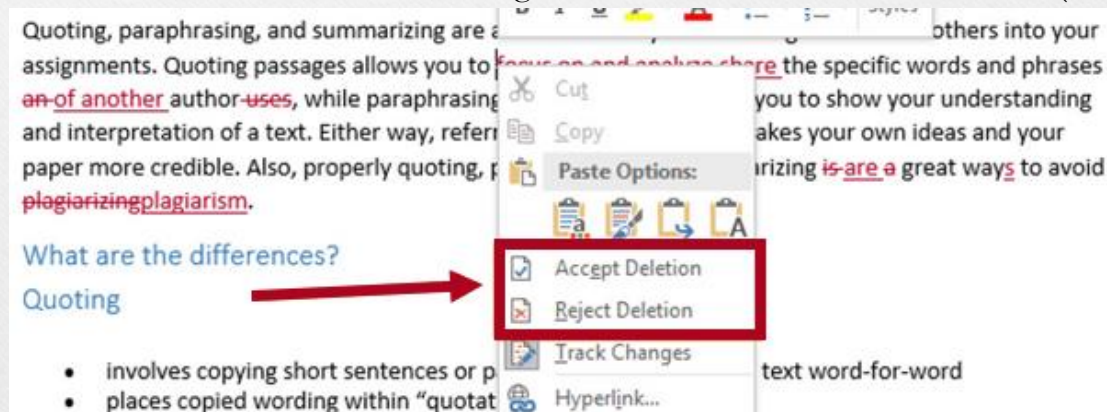 Quoting, paraphrasing, and summarizing are others into your
assignments. Quoting passages allows you to focus on and analyze share the specific words and phrases
an of another author uses, while paraphrasing you to show your understanding
and interpretation of a text. Either way, referr akes your own ideas and your
paper more credible. Also, properly quoting, p arizing is are a great ways to avoid
plagiarizingplagiarism.
What are the differences?
Quoting
• involves copying short sentences or p text word-for-word
• places copied wording within “quotat
Styles
Cut
Copy
Paste Options:
Accept Deletion
Reject Deletion
Track Changes
Hyperlink...